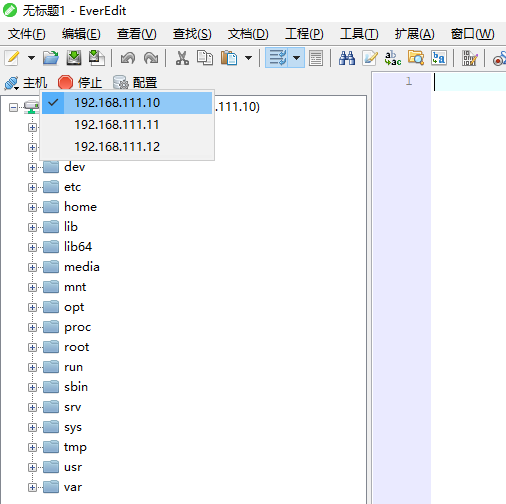 无标题1 - EverEdit
文件(F) 编辑(E) 查看(V) 查找(S) 文档(D) 工程(P) 工具(T) 扩展(A) 窗口(W)
主机 停止 配置
1
192.168.111.10
.111.10)
192.168.111.11
192.168.111.12
dev
etc
home
lib
lib64
media
mnt
opt
proc
root
run
sbin
srv
sys
tmp
usr
var